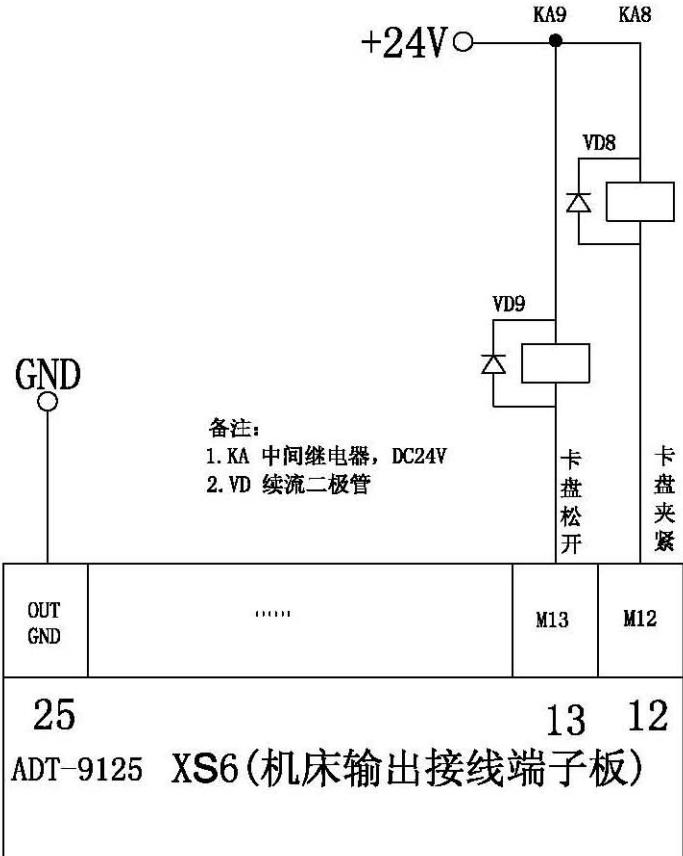 KA9 KA8
+24V
VD8
VD9
GND
备注:
1.KA 中间继电器, DC24V
2.VD 续流二极管
卡盘松开
卡盘夹紧
OUT
GND
......
M13
M12
25
13
12
ADT-9125 XS6(机床输出接线端子板)